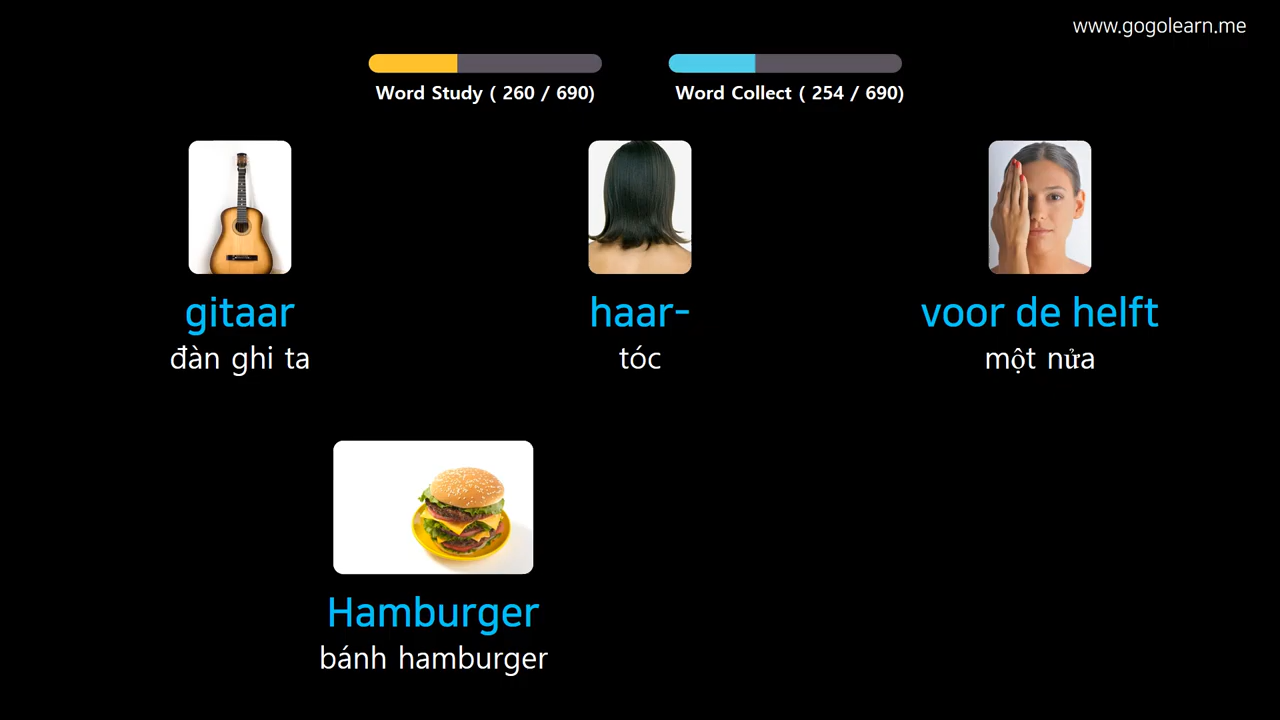 www.gogolearn.me
Word Study ( 260 / 690)
Word Collect ( 254 / 690)
gitaar
đàn ghi ta
haar-
tóc
voor de helft
một nửa
Hamburger
bánh hamburger